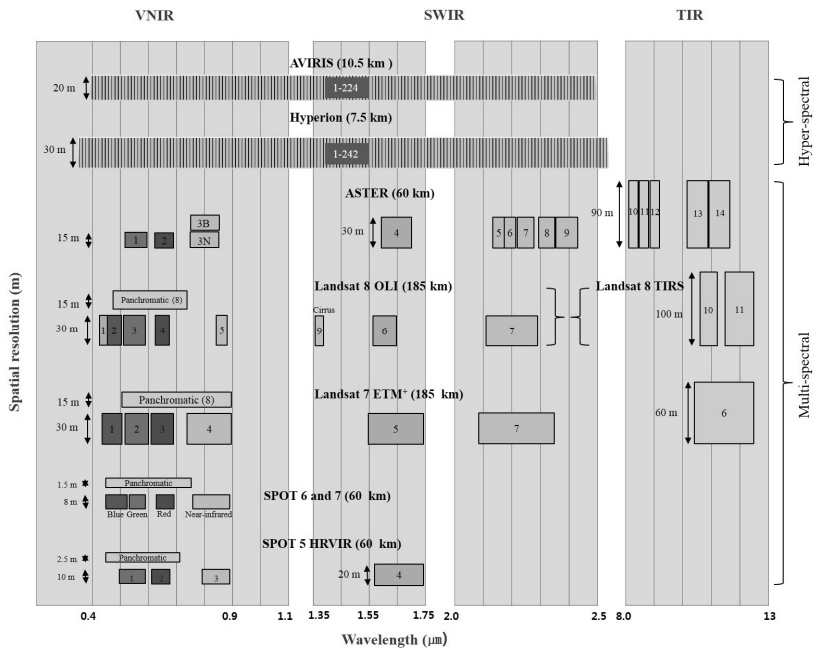 VNIR SWIR TIR
AVIRIS (10.5 km )
20 m 1-224
Hyperion (7.5 km)
30 m 1-242
Hyper-spectral
ASTER (60 km)
90 m 10 11 12 13 14
3B
15 m 1 2 3N 30 m 4 5 6 7 8 9
Landsat 8 OLI (185 km) Landsat 8 TIRS
15 m Panchromatic (8)
Cirrus
30 m 1 2 3 4 5 9 6 7 100 m 10 11
Landsat 7 ETM⁺ (185 km)
15 m Panchromatic (8)
30 m 1 2 3 4 5 7 60 m 6
1.5 m Panchromatic
SPOT 6 and 7 (60 km)
8 m
Blue Green Red Near-infrared
SPOT 5 HRVIR (60 km)
2.5 m Panchromatic
10 m 1 2 3 20 m 4
Multi-spectral
Spatial resolution (m)
0.4 0.9 1.1 1.35 1.55 1.75 2.0 2.5 8.0 13
Wavelength (μm)